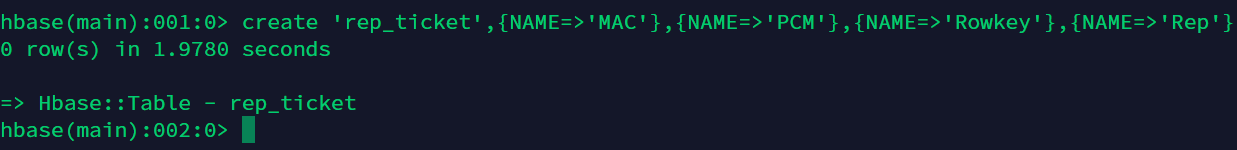 hbase(main):001:0> create 'rep_ticket',{NAME=>'MAC'},{NAME=>'PCM'},{NAME=>'Rowkey'},{NAME=>'Rep'}
0 row(s) in 1.9780 seconds
=> Hbase::Table - rep_ticket
hbase(main):002:0>